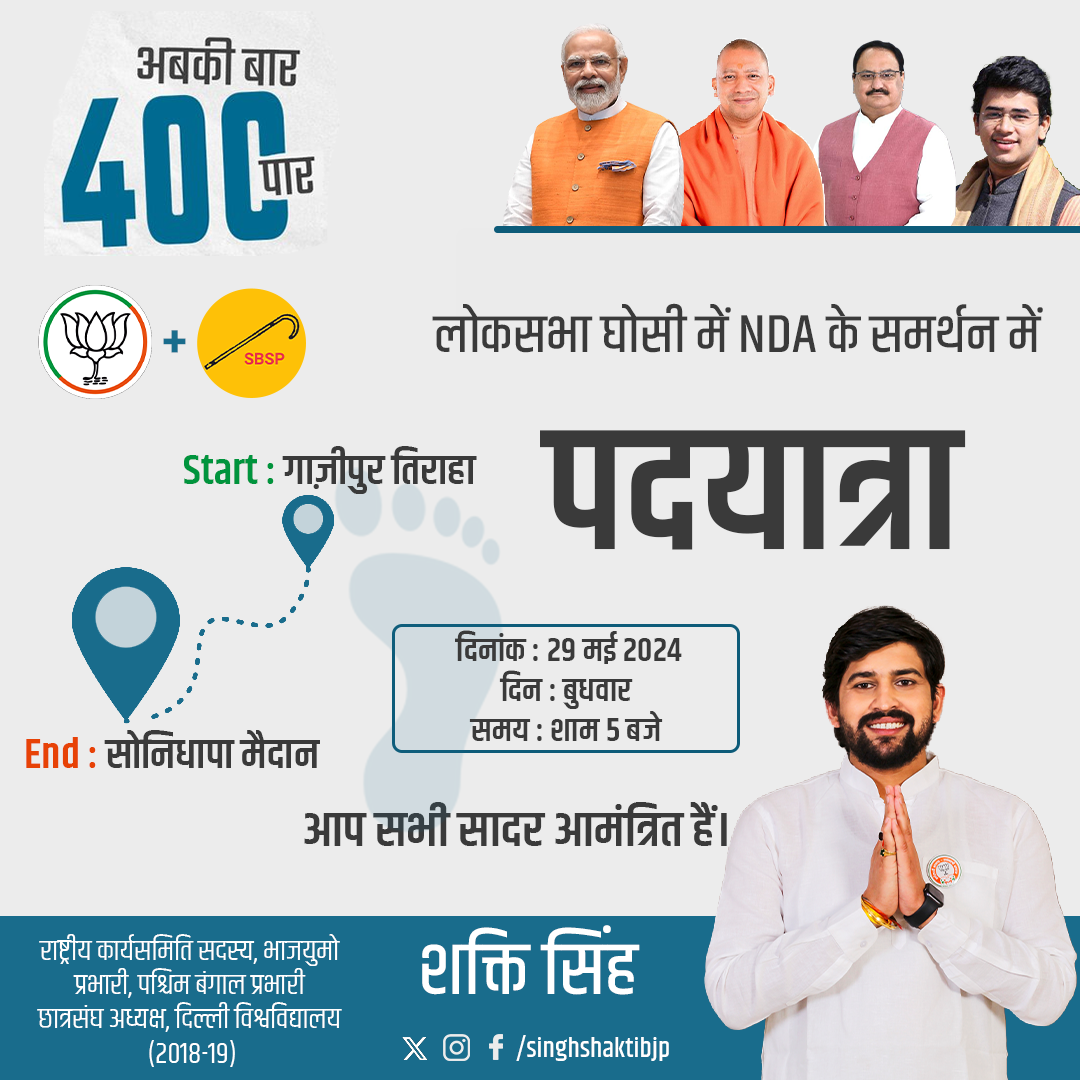 अबकी बार
400
पार
SBSP
लोकसभा घोसी में NDA के समर्थन में
पदयात्रा
Start : गाज़ीपुर तिराहा
दिनांक : 29 मई 2024
दिन : बुधवार
समय : शाम 5 बजे
End : सोनिधापा मैदान
आप सभी सादर आमंत्रित हैं।
राष्ट्रीय कार्यसमिति सदस्य, भाजयुमो
प्रभारी, पश्चिम बंगाल प्रभारी
छात्रसंघ अध्यक्ष, दिल्ली विश्वविद्यालय
(2018-19)
शक्ति सिंह
/singhshaktibjp